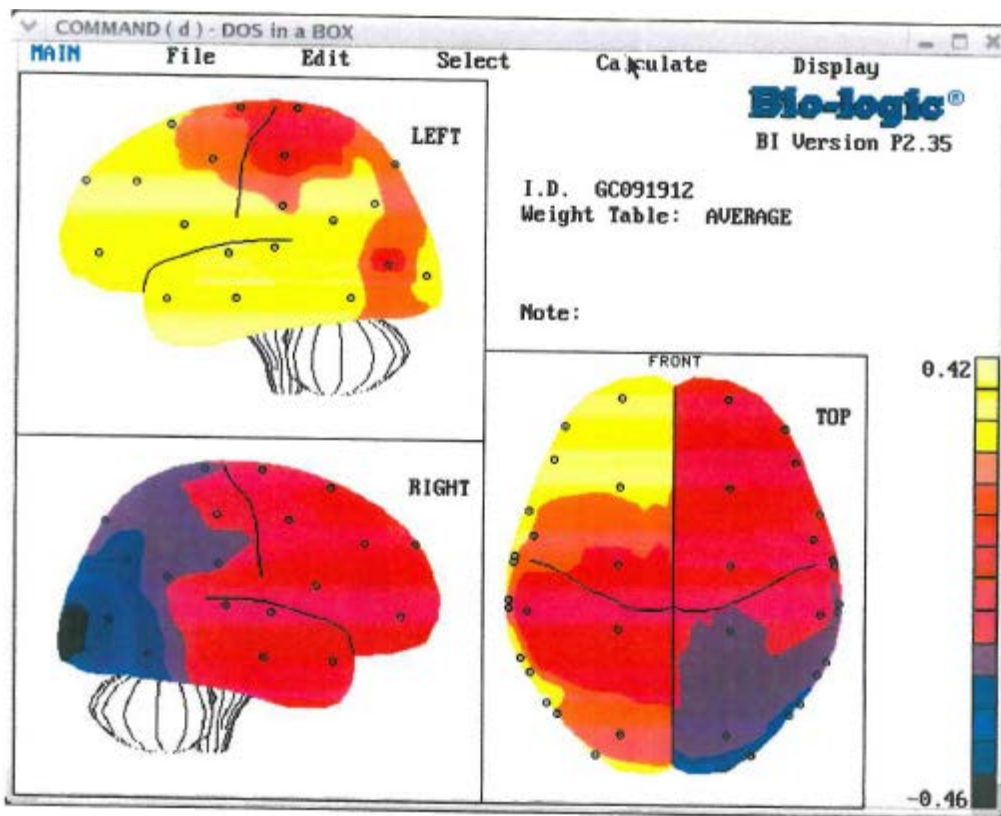 COMMAND ( d ) - DOS in a BOX
MAIN File Edit Select Calculate Display
Bio-logic®
BI Version P2.35
LEFT
I.D. GC091912
Weight Table: AVERAGE
Note:
RIGHT
FRONT
TOP
0.42
-0.46